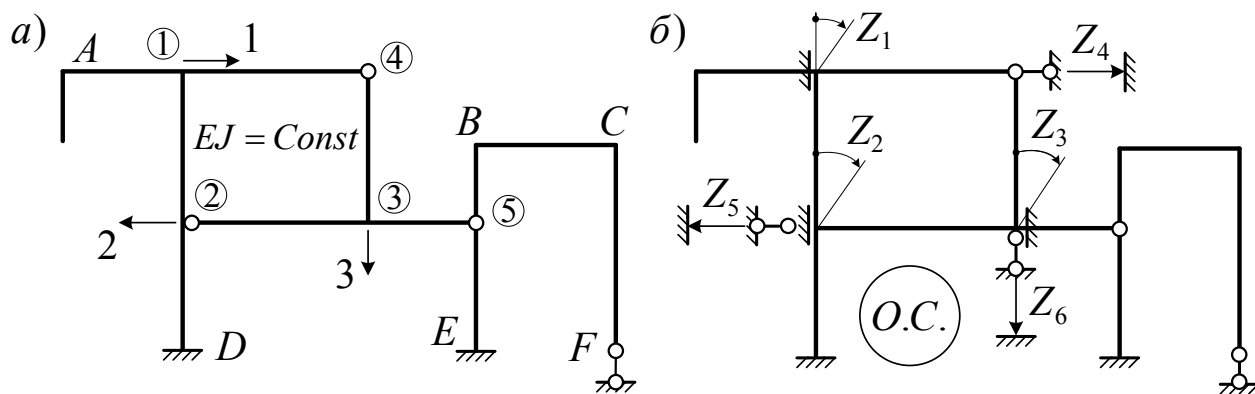 а)
A
① 1
④
EJ = Const
B
C
②
③
⑤
2
3
D
E
F
б)
Z₁
Z₄
Z₂
Z₃
Z₅
О.С.
Z₆